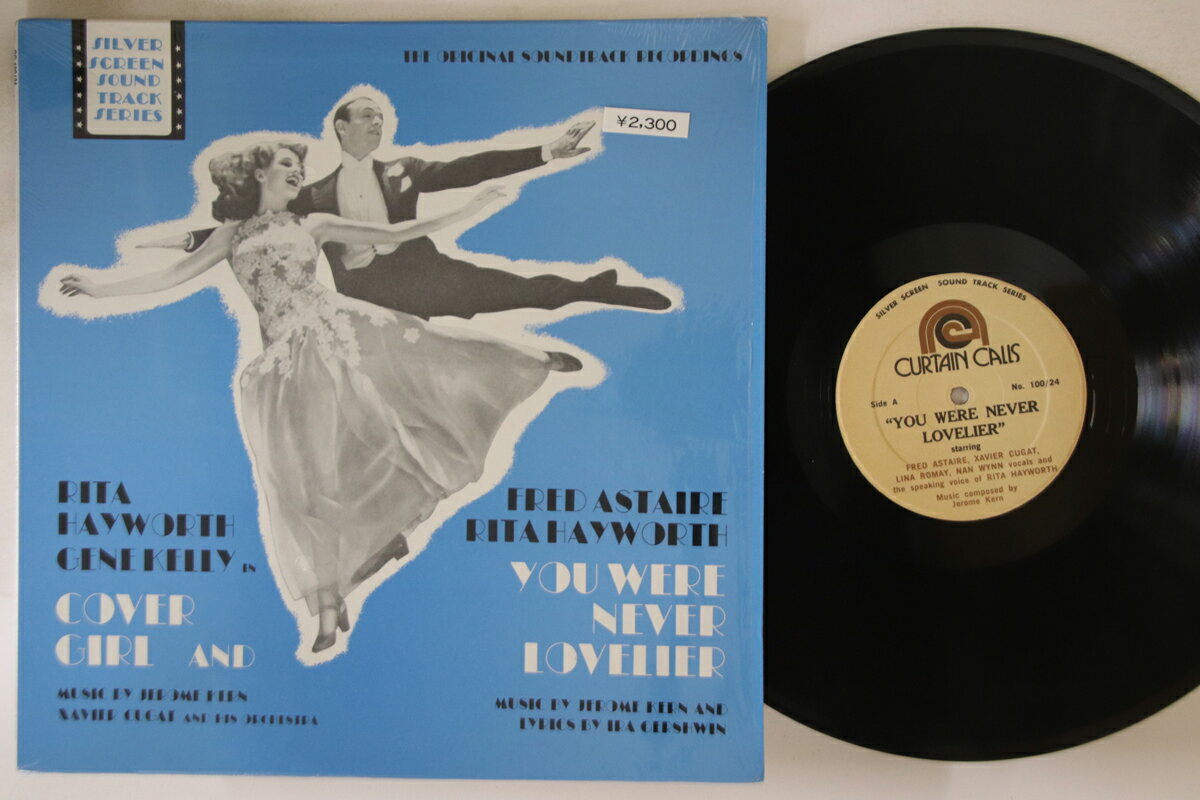 SILVER
SCREEN
SOUND
TRACK
SERIES
THE ORIGINAL SOUNDTRACK RECORDINGS
¥2,300
RITA
HAYWORTH
GENE KELLY IN
COVER
GIRL AND
MUSIC BY JEROME KERN
XAVIER CUGAT AND HIS ORCHESTRA
FRED ASTAIRE
RITA HAYWORTH
YOU WERE
NEVER
LOVELIER
MUSIC BY JEROME KERN AND
LYRICS BY IRA GERSHWIN
SILVER SCREEN SOUND TRACK SERIES
CURTAIN CALLS
No. 100/24
Side A
"YOU WERE NEVER
LOVELIER"
starring
FRED ASTAIRE, XAVIER CUGAT,
LINA ROMAY, NAN WYNN vocals and
the speaking voice of RITA HAYWORTH
Music composed by
Jerome Kern